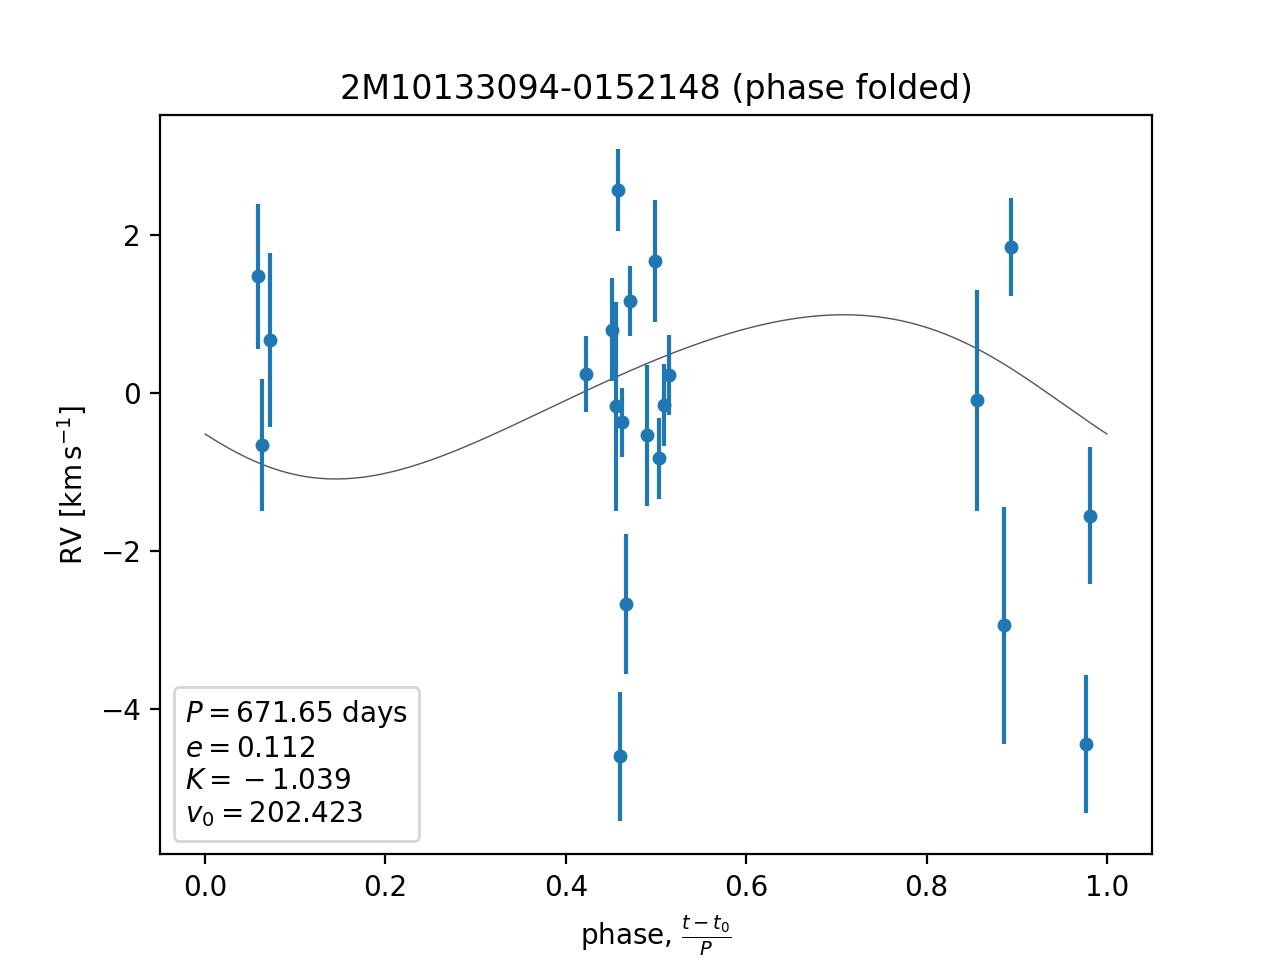 2M10133094-0152148 (phase folded)
RV [km s⁻¹]
2
0
−2
−4
P = 671.65 days
e = 0.112
K = −1.039
v₀ = 202.423
0.0 0.2 0.4 0.6 0.8 1.0
phase, (t − t₀)/P